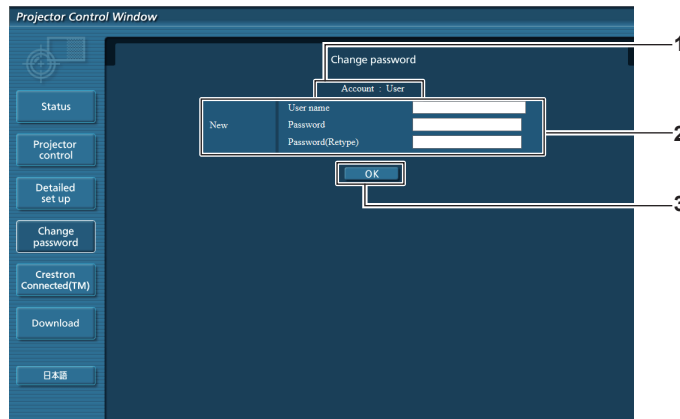 Projector Control Window
Change password
1
Account : User
New
User name
Password
Password(Retype)
2
OK
3
Status
Projector
control
Detailed
set up
Change
password
Crestron
Connected(TM)
Download
日本語